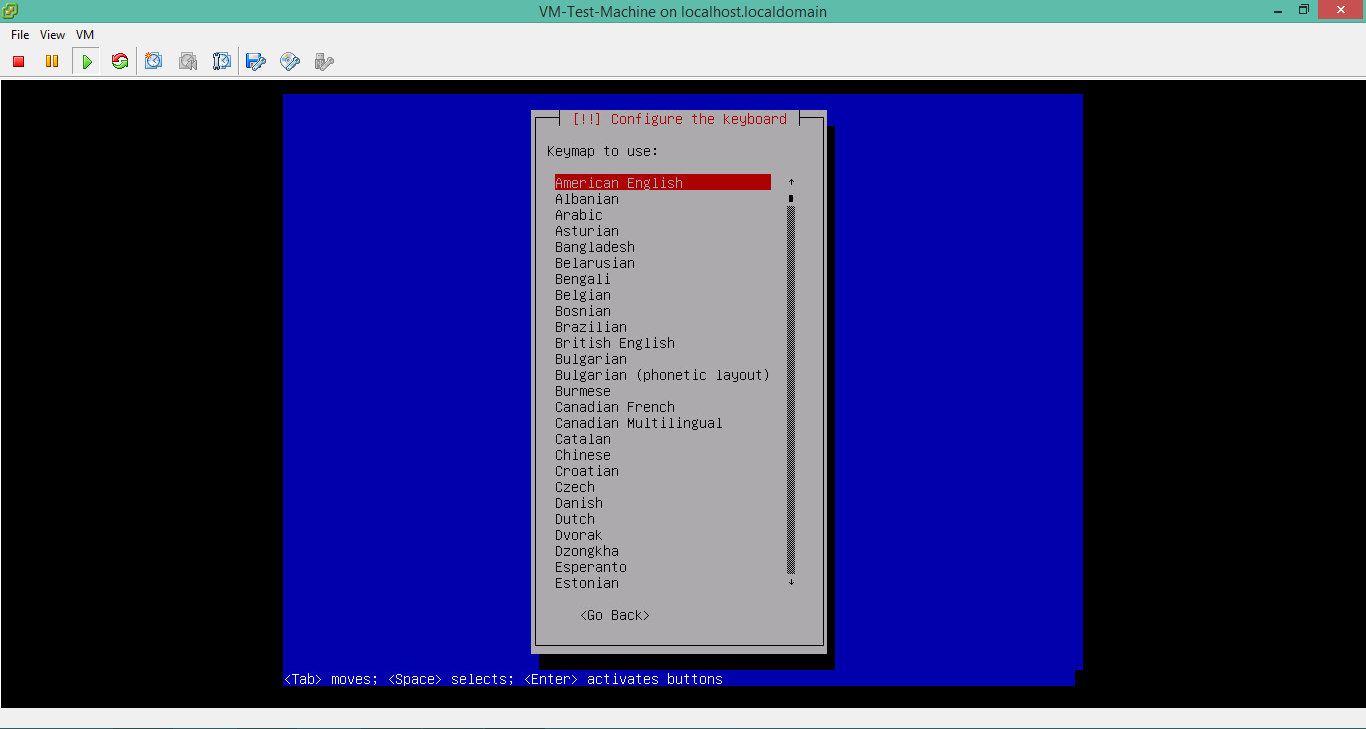 VM-Test-Machine on localhost.localdomain
File View VM
[!!] Configure the keyboard
Keymap to use:
American English
Albanian
Arabic
Asturian
Bangladesh
Belarusian
Bengali
Belgian
Bosnian
Brazilian
British English
Bulgarian
Bulgarian (phonetic layout)
Burmese
Canadian French
Canadian Multilingual
Catalan
Chinese
Croatian
Czech
Danish
Dutch
Dvorak
Dzongkha
Esperanto
Estonian
<Go Back>
<Tab> moves; <Space> selects; <Enter> activates buttons